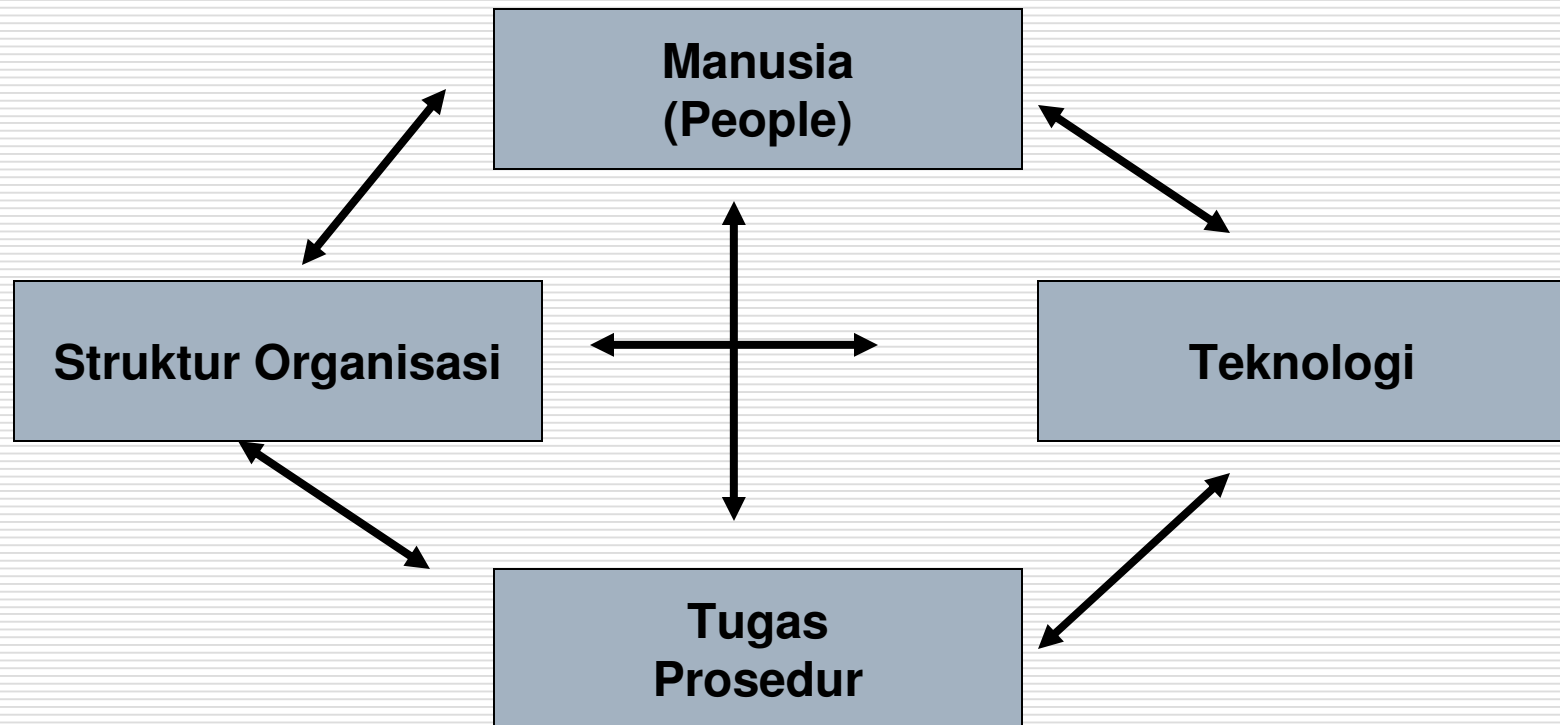 Manusia
(People)
Struktur Organisasi
Teknologi
Tugas
Prosedur